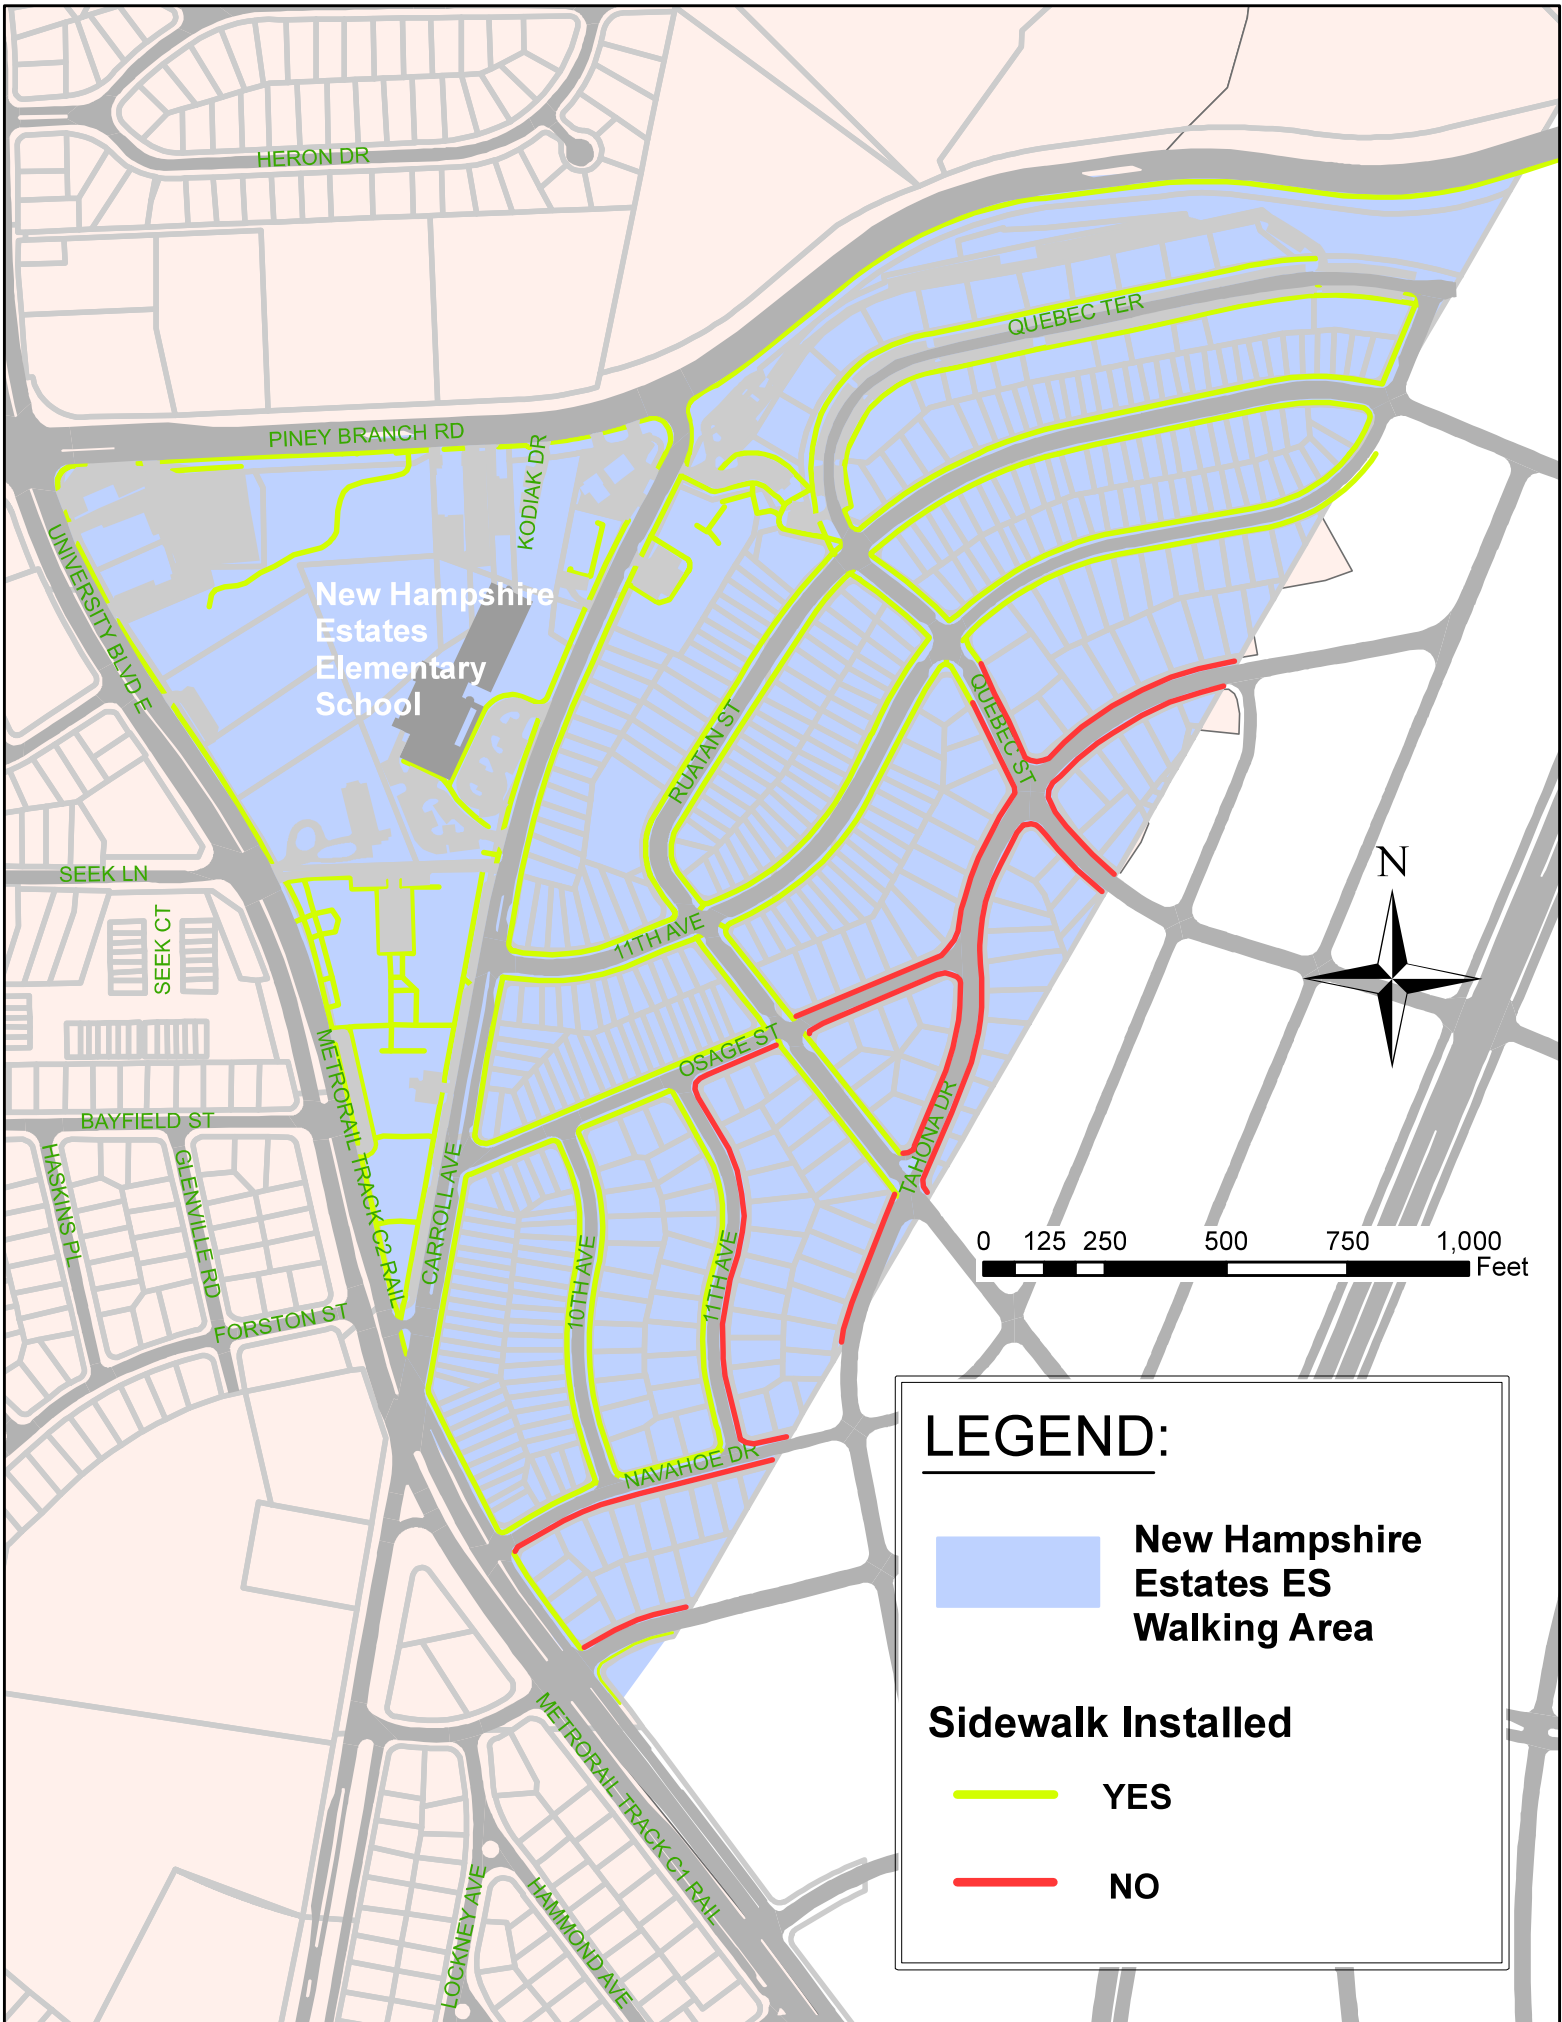 HERON DR
QUEBEC TER
PINEY BRANCH RD
KODIAK DR
UNIVERSITY BLVD E
New Hampshire
Estates
Elementary
School
QUEBEC ST
RUATAN ST
SEEK LN
N
SEEK CT
11TH AVE
METRORAIL TRACK C2 RAIL
OSAGE ST
BAYFIELD ST
TAHONA DR
HASKINS PL
GLENVILLE RD
CARROLL AVE
10TH AVE
11TH AVE
0 125 250 500 750 1,000
Feet
FORSTON ST
NAVAHOE DR
LEGEND:
New Hampshire
Estates ES
Walking Area
Sidewalk Installed
YES
NO
METRORAIL TRACK C1 RAIL
LOCKNEY AVE
HAMMOND AVE